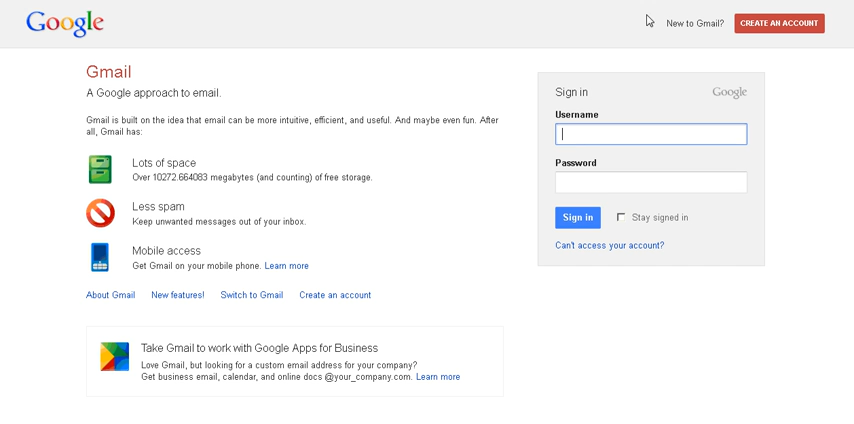 Google
New to Gmail? CREATE AN ACCOUNT
Gmail
A Google approach to email.
Gmail is built on the idea that email can be more intuitive, efficient, and useful. And maybe even fun. After
all, Gmail has:
Lots of space
Over 10272.664083 megabytes (and counting) of free storage.
Less spam
Keep unwanted messages out of your inbox.
Mobile access
Get Gmail on your mobile phone. Learn more
About Gmail New features! Switch to Gmail Create an account
Take Gmail to work with Google Apps for Business
Love Gmail, but looking for a custom email address for your company?
Get business email, calendar, and online docs @your_company.com. Learn more
Sign in Google
Username
Password
Sign in Stay signed in
Can't access your account?